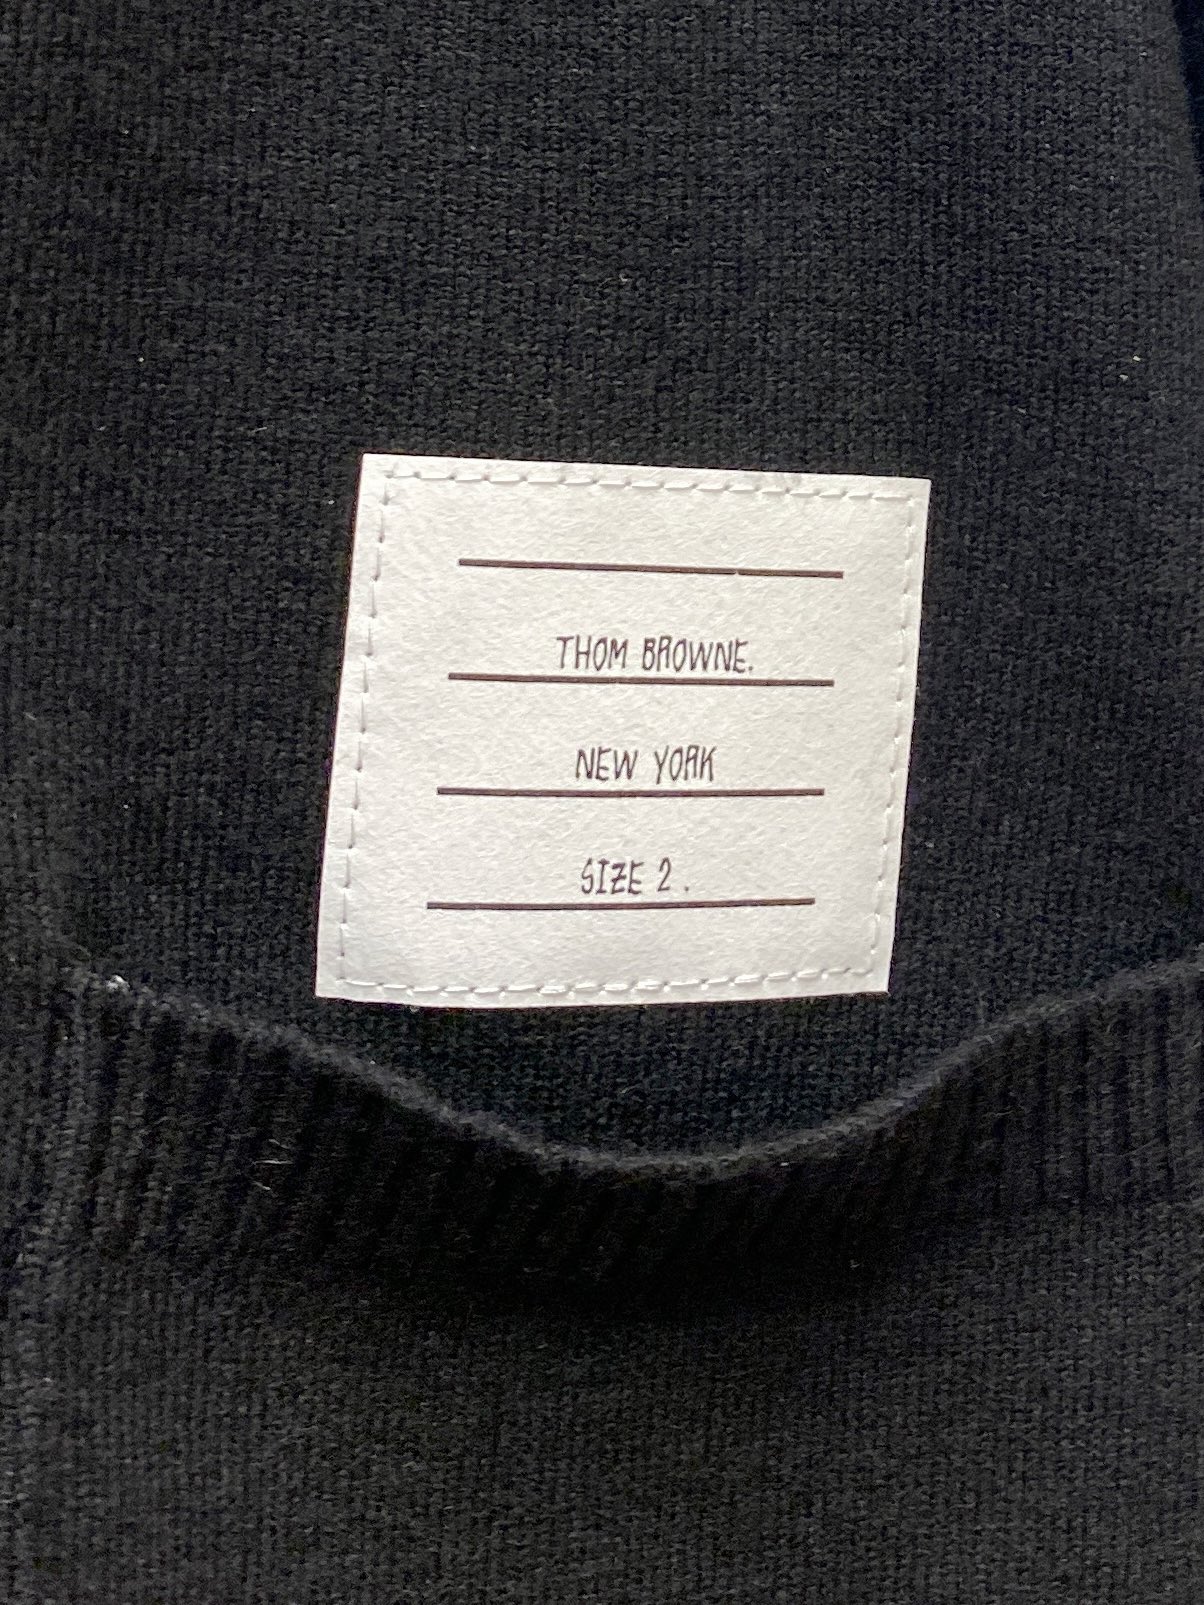 THOM BROWNE.
NEW YORK
SIZE 2 .